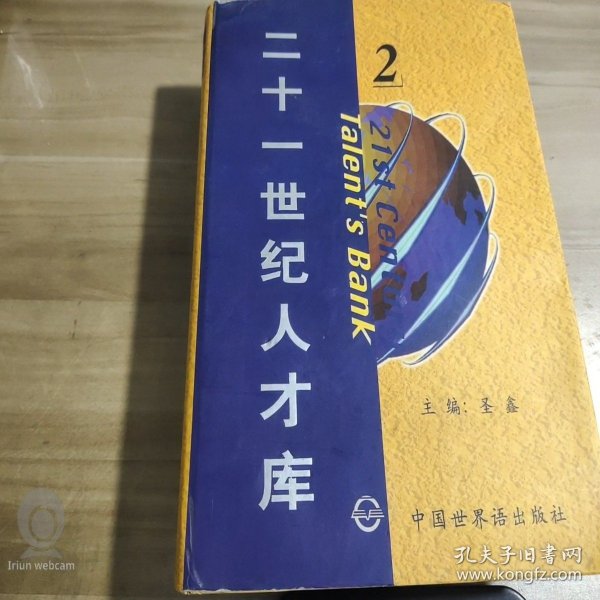 二十一世纪人才库
2
21st Century
Talent's Bank
主编：圣鑫
中国世界语出版社
Iriun webcam
孔夫子旧书网
www.kongfz.com